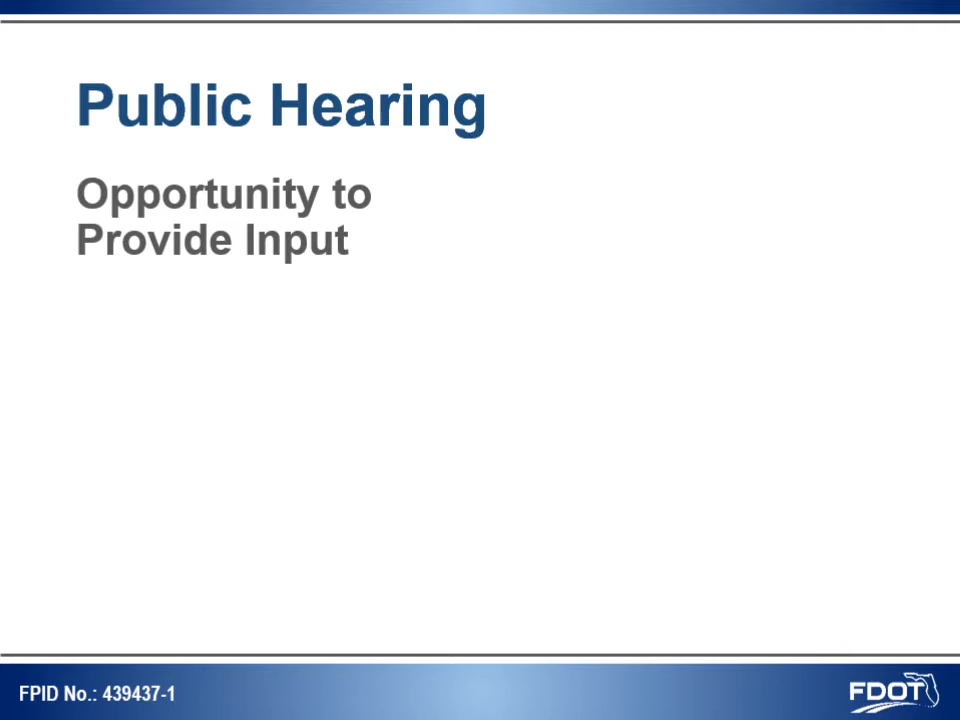 Public Hearing
Opportunity to
Provide Input
FPID No.: 439437-1
FDOT